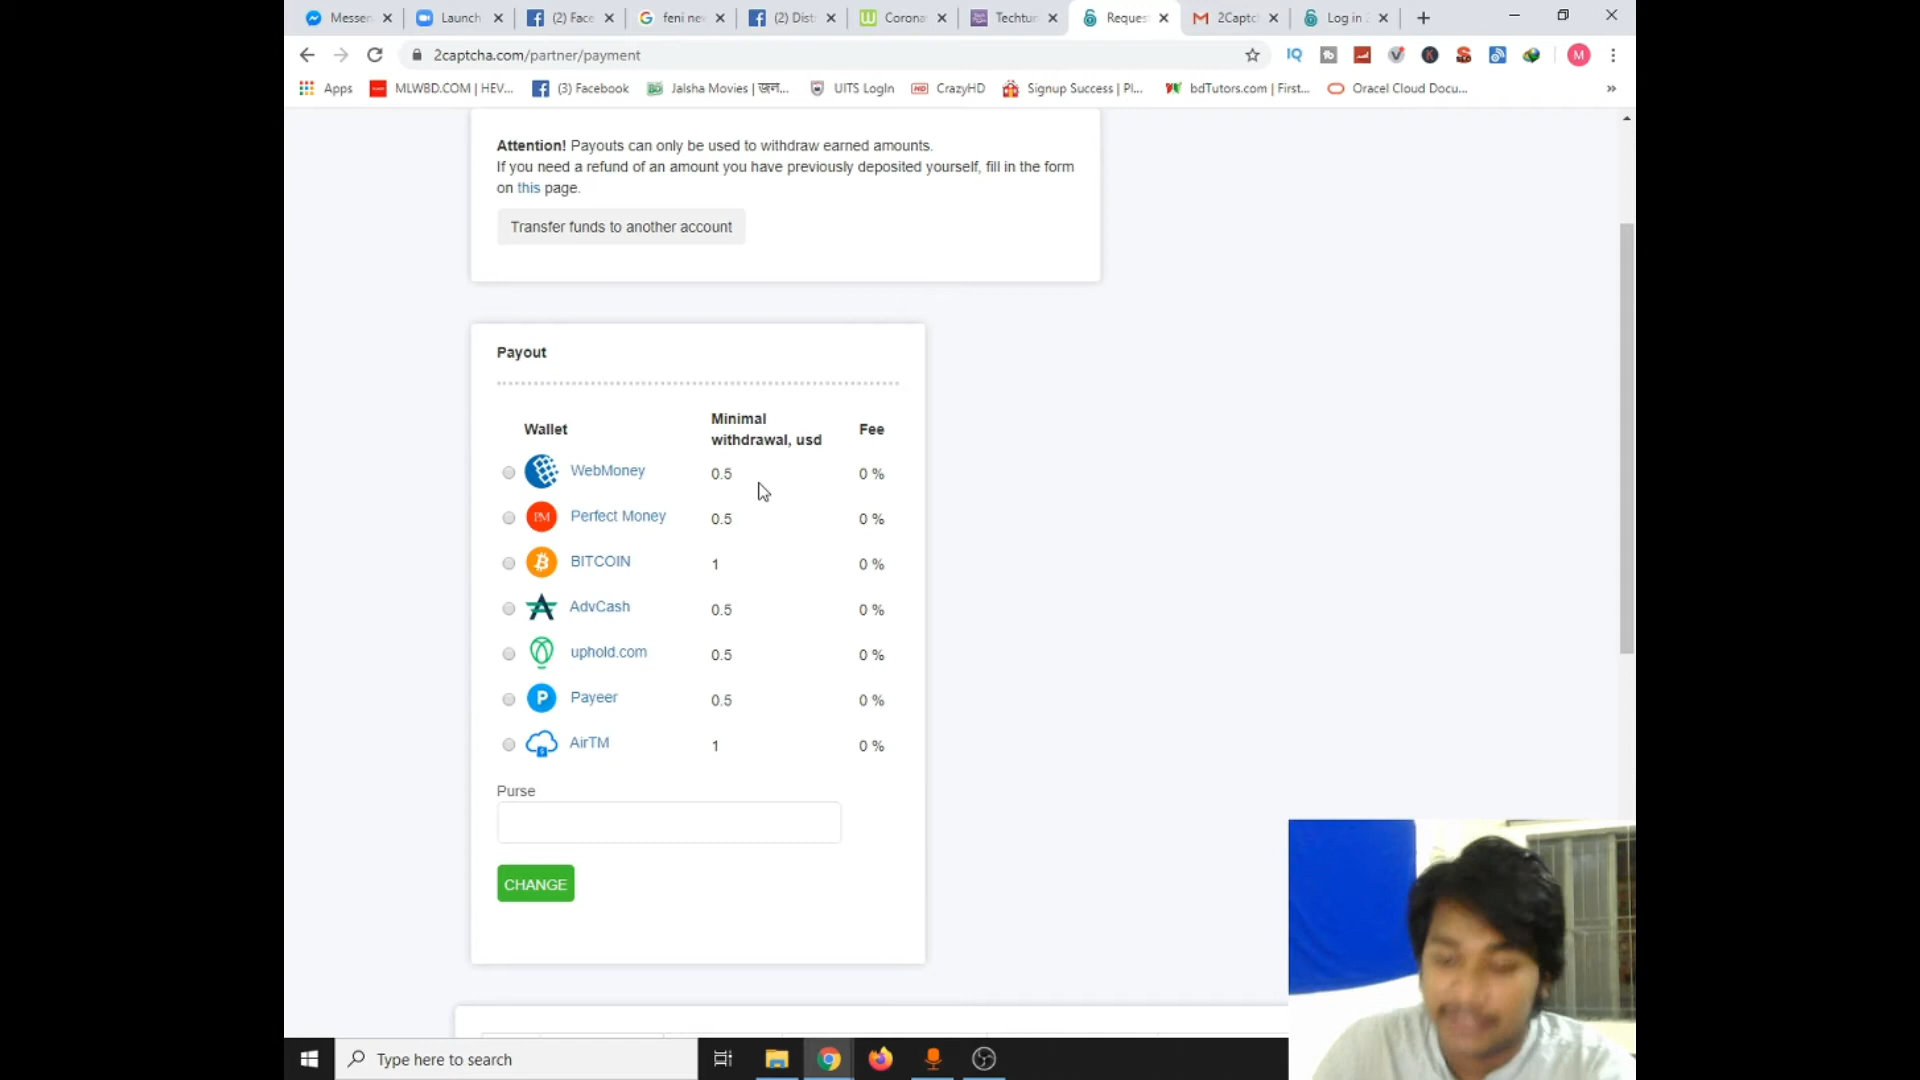 Messen
Launch
(2) Face
feni ne
(2) Dist
Corona
Techtun
Reques
2Captc
Log in
2captcha.com/partner/payment
Apps
MLWBD.COM | HEV...
(3) Facebook
Jalsha Movies | জল...
UITS LogIn
CrazyHD
Signup Success | Pl...
bdTutors.com | First...
Oracel Cloud Docu...
Attention! Payouts can only be used to withdraw earned amounts.
If you need a refund of an amount you have previously deposited yourself, fill in the form
on this page.
Transfer funds to another account
Payout
Wallet
Minimal
withdrawal, usd
Fee
WebMoney 0.5 0 %
Perfect Money 0.5 0 %
BITCOIN 1 0 %
AdvCash 0.5 0 %
uphold.com 0.5 0 %
Payeer 0.5 0 %
AirTM 1 0 %
Purse
CHANGE
Type here to search